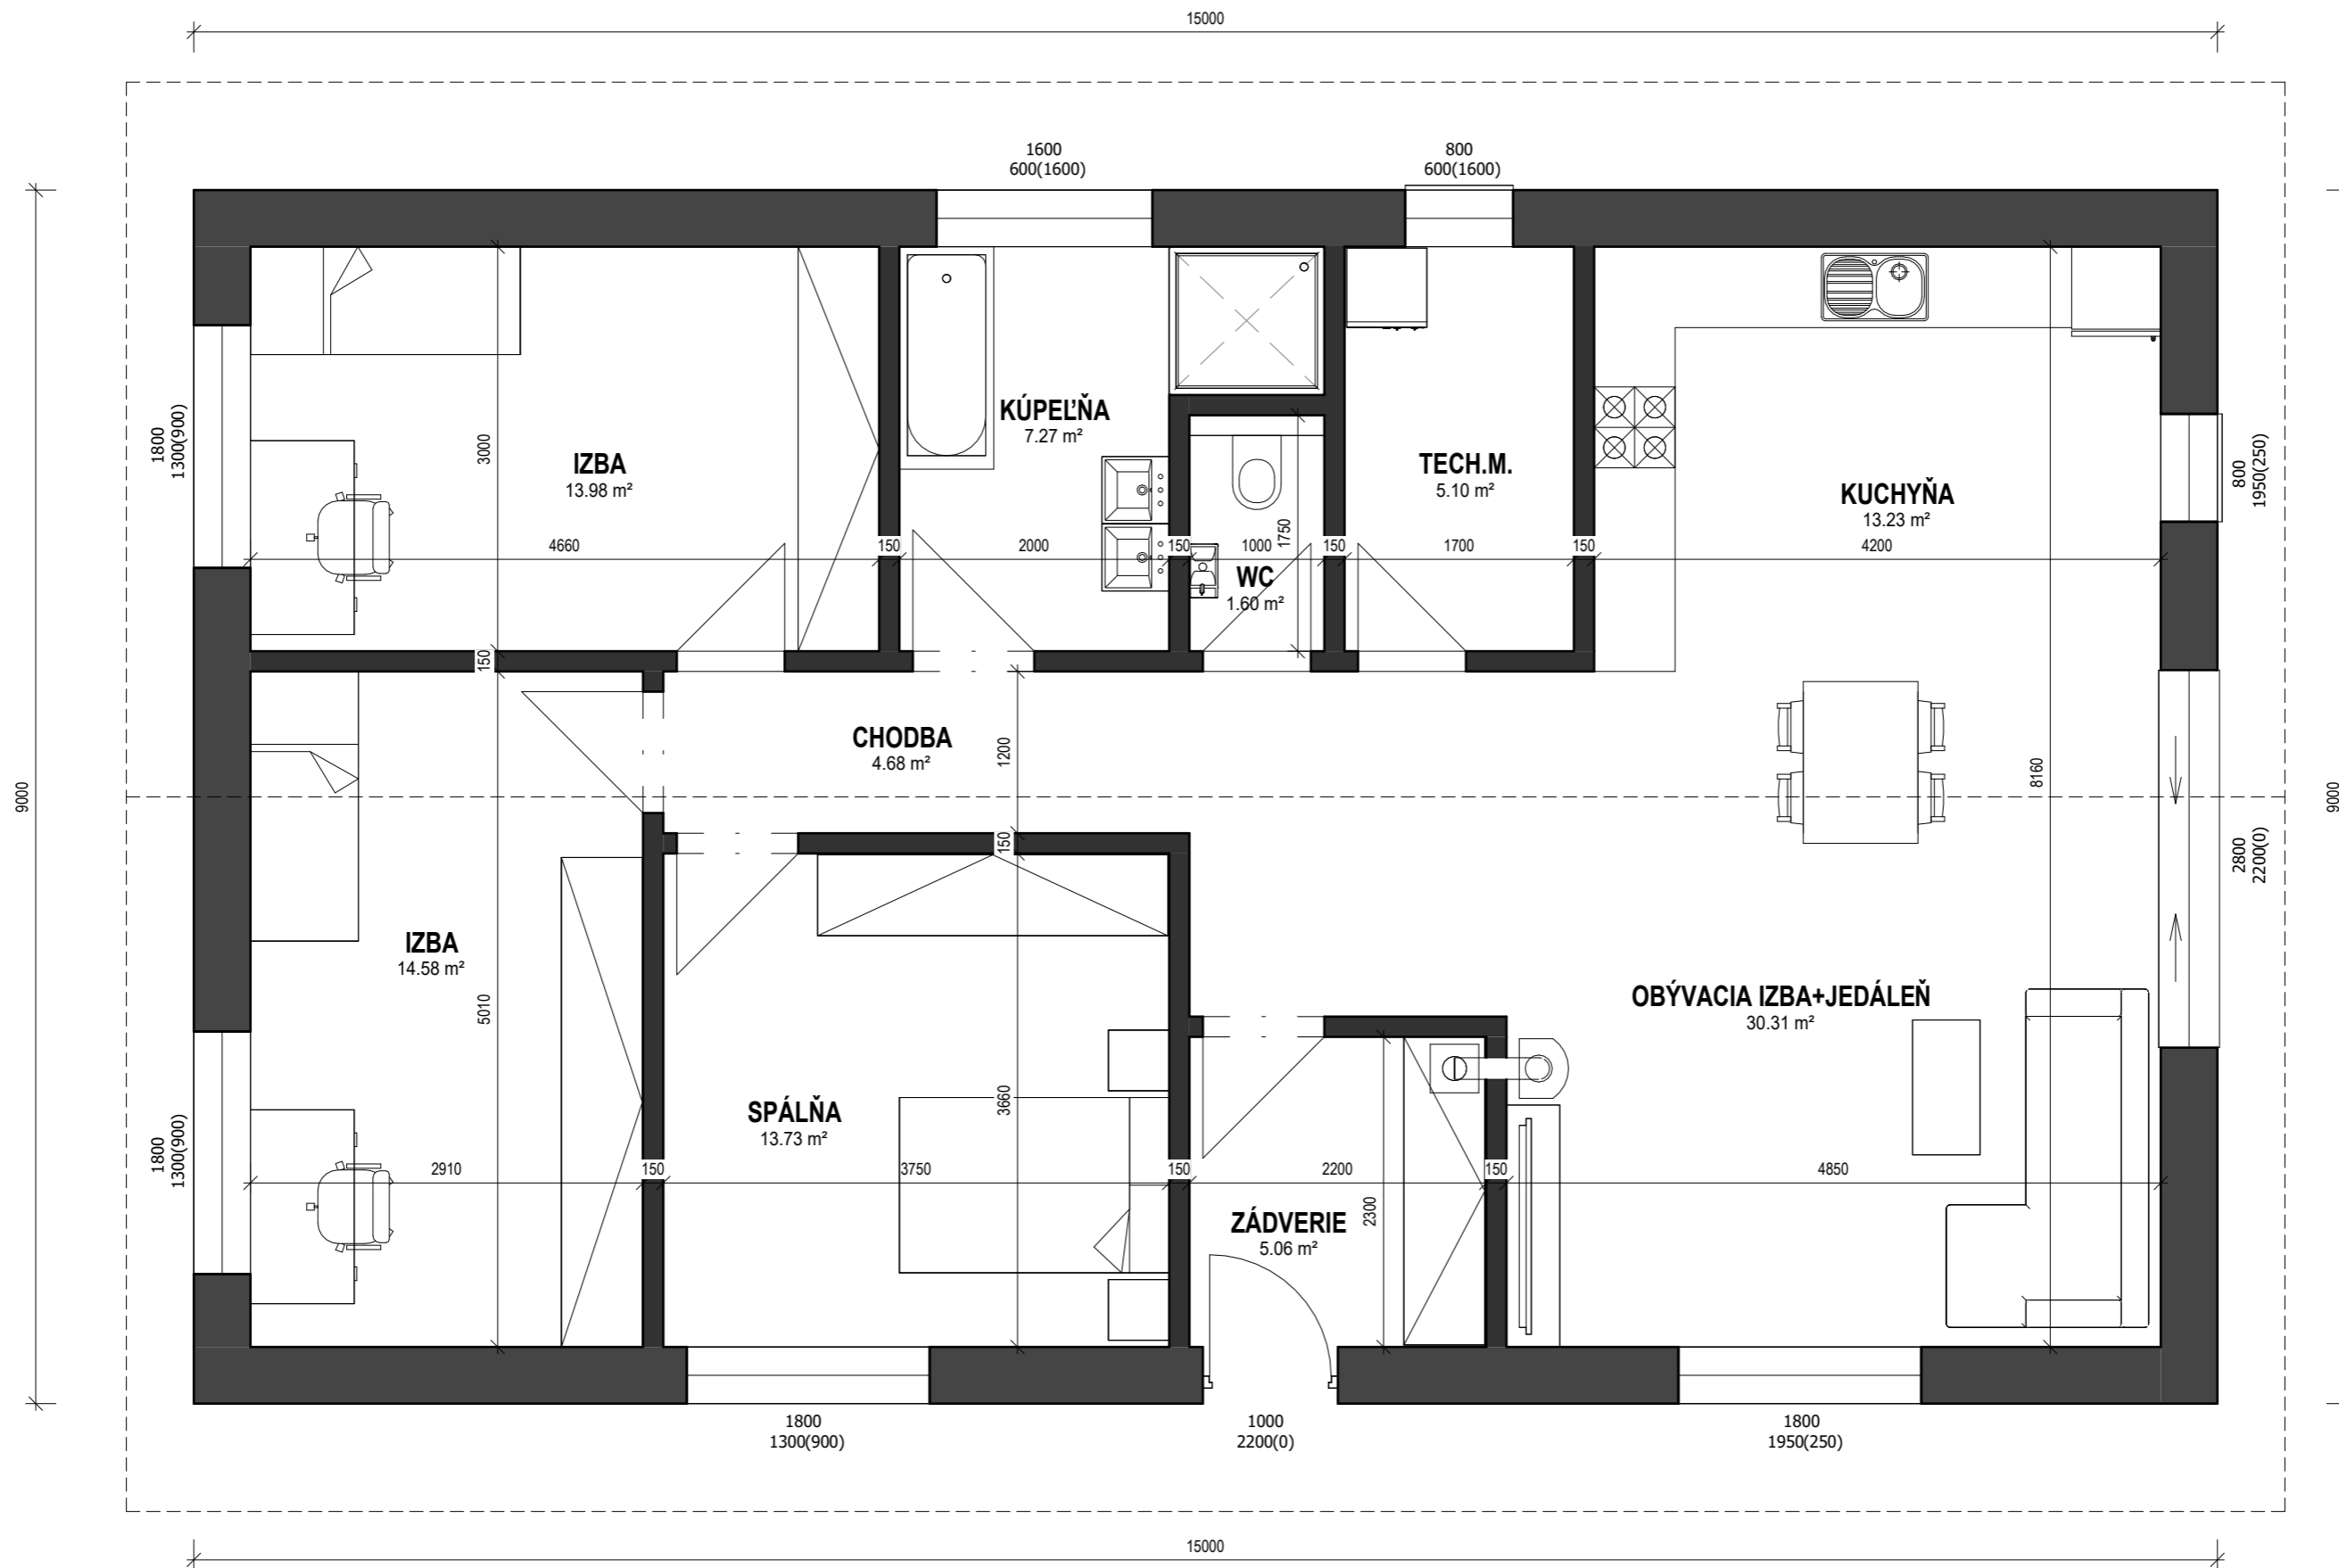 15000
1600
600(1600)
800
600(1600)
1800
1300(900)
3000
IZBA
13.98 m²
KÚPEĽŇA
7.27 m²
TECH.M.
5.10 m²
KUCHYŇA
13.23 m²
800
1950(250)
4660
150
2000
150
1000
1750
150
1700
150
4200
WC
1.60 m²
150
CHODBA
4.68 m²
1200
8160
9000
9000
150
2800
2200(0)
IZBA
14.58 m²
5010
OBÝVACIA IZBA+JEDÁLEŇ
30.31 m²
SPÁLŇA
13.73 m²
3660
1800
1300(900)
2910
150
3750
150
2200
150
4850
2300
ZÁDVERIE
5.06 m²
1800
1300(900)
1000
2200(0)
1800
1950(250)
15000